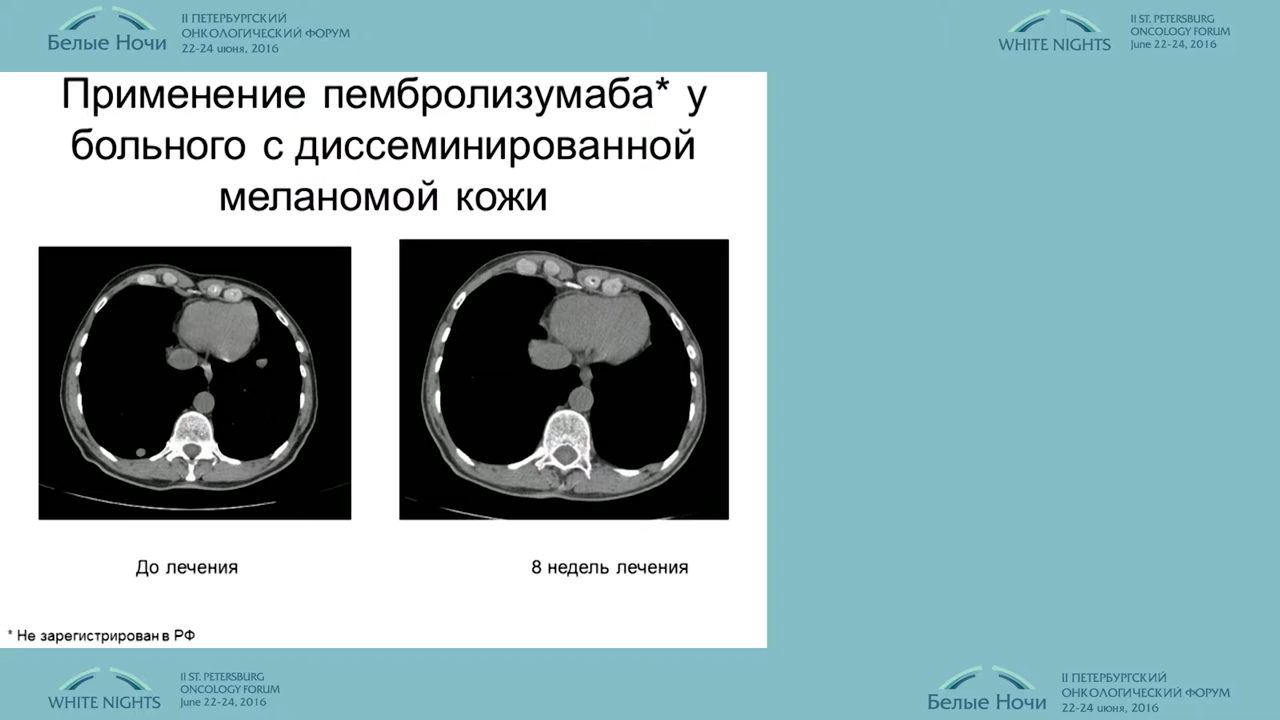 Белые Ночи
II ПЕТЕРБУРГСКИЙ
ОНКОЛОГИЧЕСКИЙ ФОРУМ
22-24 июня, 2016
WHITE NIGHTS
II ST. PETERSBURG
ONCOLOGY FORUM
June 22-24, 2016
Применение пембролизумаба* у
больного с диссеминированной
меланомой кожи
До лечения
8 недель лечения
* Не зарегистрирован в РФ
WHITE NIGHTS
II ST. PETERSBURG
ONCOLOGY FORUM
June 22-24, 2016
Белые Ночи
II ПЕТЕРБУРГСКИЙ
ОНКОЛОГИЧЕСКИЙ ФОРУМ
22-24 июня, 2016